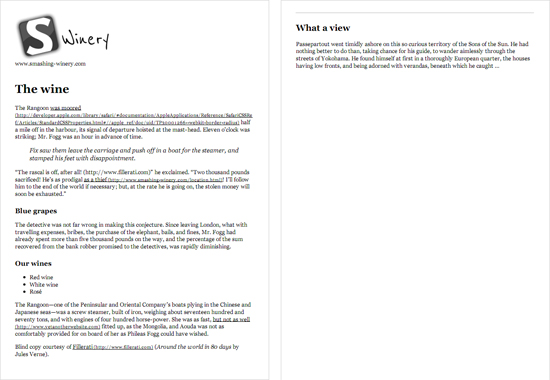 S Winery
www.smashing-winery.com
The wine
The Rangoon was moored
(http://developer.apple.com/library/safari/#documentation/AppleApplications/Reference/SafariCSSRe
f/Articles/StandardCSSProperties.html#//apple_ref/doc/uid/TP30001266-webkit-border-radius) half
a mile off in the harbour, its signal of departure hoisted at the mast-head. Eleven o'clock was
striking; Mr. Fogg was an hour in advance of time.
Fix saw them leave the carriage and push off in a boat for the steamer, and
stamped his feet with disappointment.
“The rascal is off, after all! (http://www.fillerati.com)” he exclaimed. “Two thousand pounds
sacrificed! He's as prodigal as a thief (http://www.smashing-winery.com/location.html)! I'll follow
him to the end of the world if necessary; but, at the rate he is going on, the stolen money will
soon be exhausted.”
Blue grapes
The detective was not far wrong in making this conjecture. Since leaving London, what with
travelling expenses, bribes, the purchase of the elephant, bails, and fines, Mr. Fogg had
already spent more than five thousand pounds on the way, and the percentage of the sum
recovered from the bank robber promised to the detectives, was rapidly diminishing.
Our wines
• Red wine
• White wine
• Rosé
The Rangoon—one of the Peninsular and Oriental Company's boats plying in the Chinese and
Japanese seas—was a screw steamer, built of iron, weighing about seventeen hundred and
seventy tons, and with engines of four hundred horse-power. She was as fast, but not as well
(http://www.yetanotherwebsite.com) fitted up, as the Mongolia, and Aouda was not as
comfortably provided for on board of her as Phileas Fogg could have wished.
Blind copy courtesy of Fillerati (http://www.fillerati.com) (Around the world in 80 days by
Jules Verne).
What a view
Passepartout went timidly ashore on this so curious territory of the Sons of the Sun. He had
nothing better to do than, taking chance for his guide, to wander aimlessly through the
streets of Yokohama. He found himself at first in a thoroughly European quarter, the houses
having low fronts, and being adorned with verandas, beneath which he caught ...